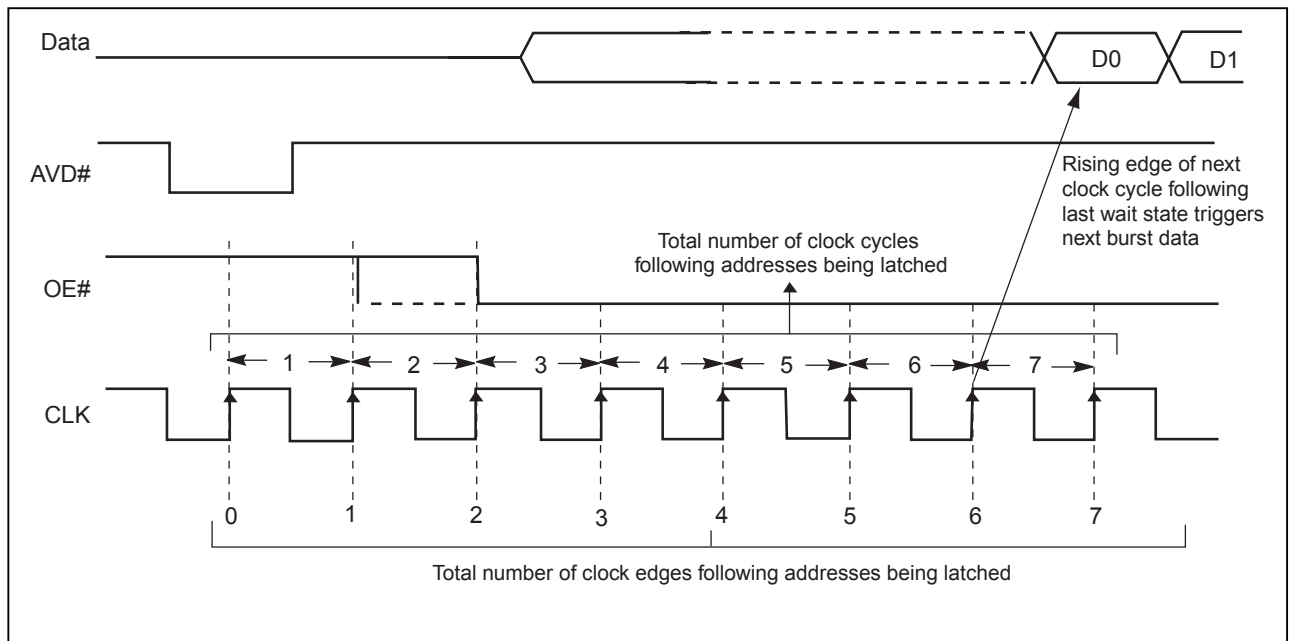 Data
D0
D1
AVD#
Rising edge of next
clock cycle following
last wait state triggers
next burst data
Total number of clock cycles
following addresses being latched
OE#
1 2 3 4 5 6 7
CLK
0 1 2 3 4 5 6 7
Total number of clock edges following addresses being latched